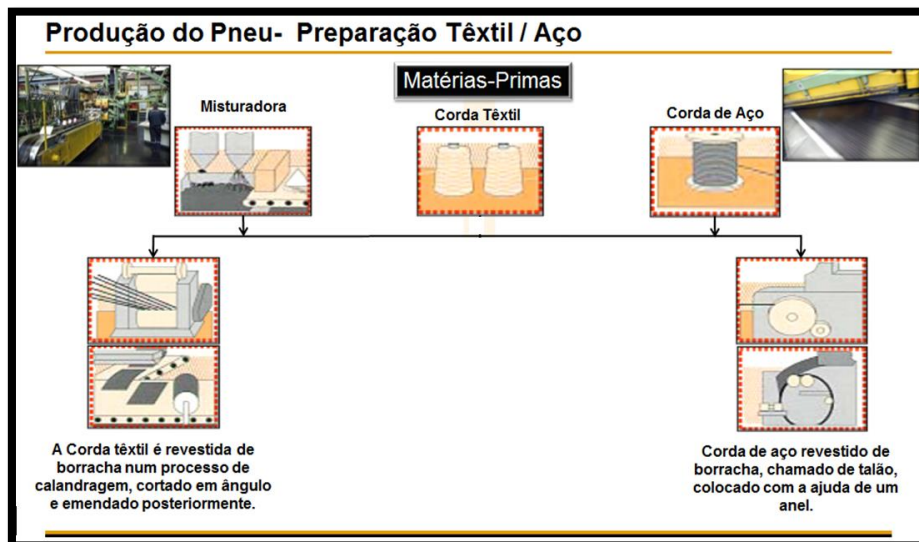 Produção do Pneu- Preparação Têxtil / Aço
Matérias-Primas
Misturadora
Corda Têxtil
Corda de Aço
A Corda têxtil é revestida de
borracha num processo de
calandragem, cortado em ângulo
e emendado posteriormente.
Corda de aço revestido de
borracha, chamado de talão,
colocado com a ajuda de um
anel.